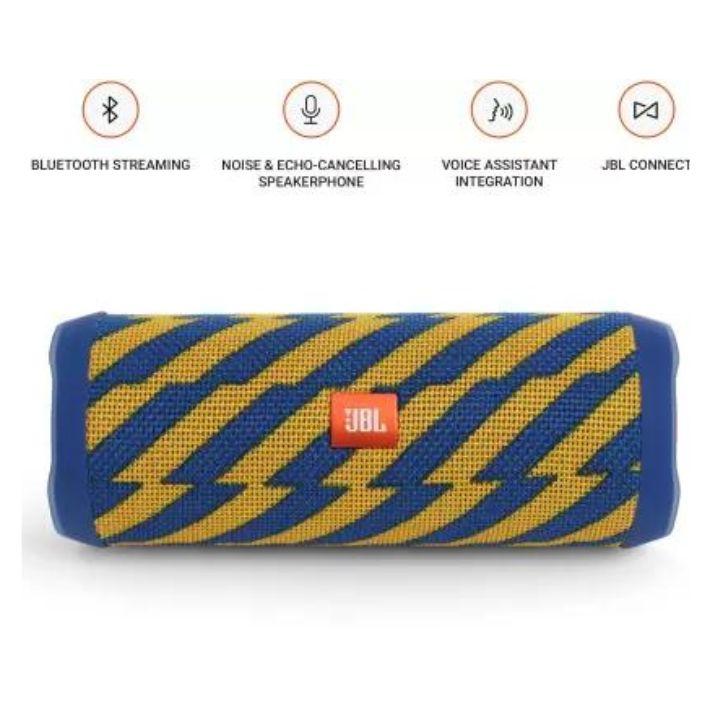 BLUETOOTH STREAMING
NOISE & ECHO-CANCELLING
SPEAKERPHONE
VOICE ASSISTANT
INTEGRATION
JBL CONNECT
JBL